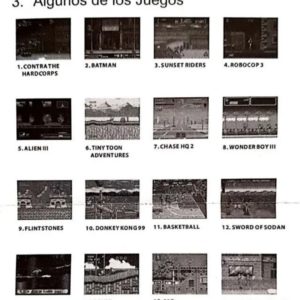 3. Algunos de los Juegos
1. CONTRA THE HARDCORPS
2. BATMAN
3. SUNSET RIDERS
4. ROBOCOP 3
5. ALIEN III
6. TINY TOON ADVENTURES
7. CHASE HQ 2
8. WONDER BOY III
9. FLINTSTONES
10. DONKEY KONG 99
11. BASKETBALL
12. SWORD OF SODAN